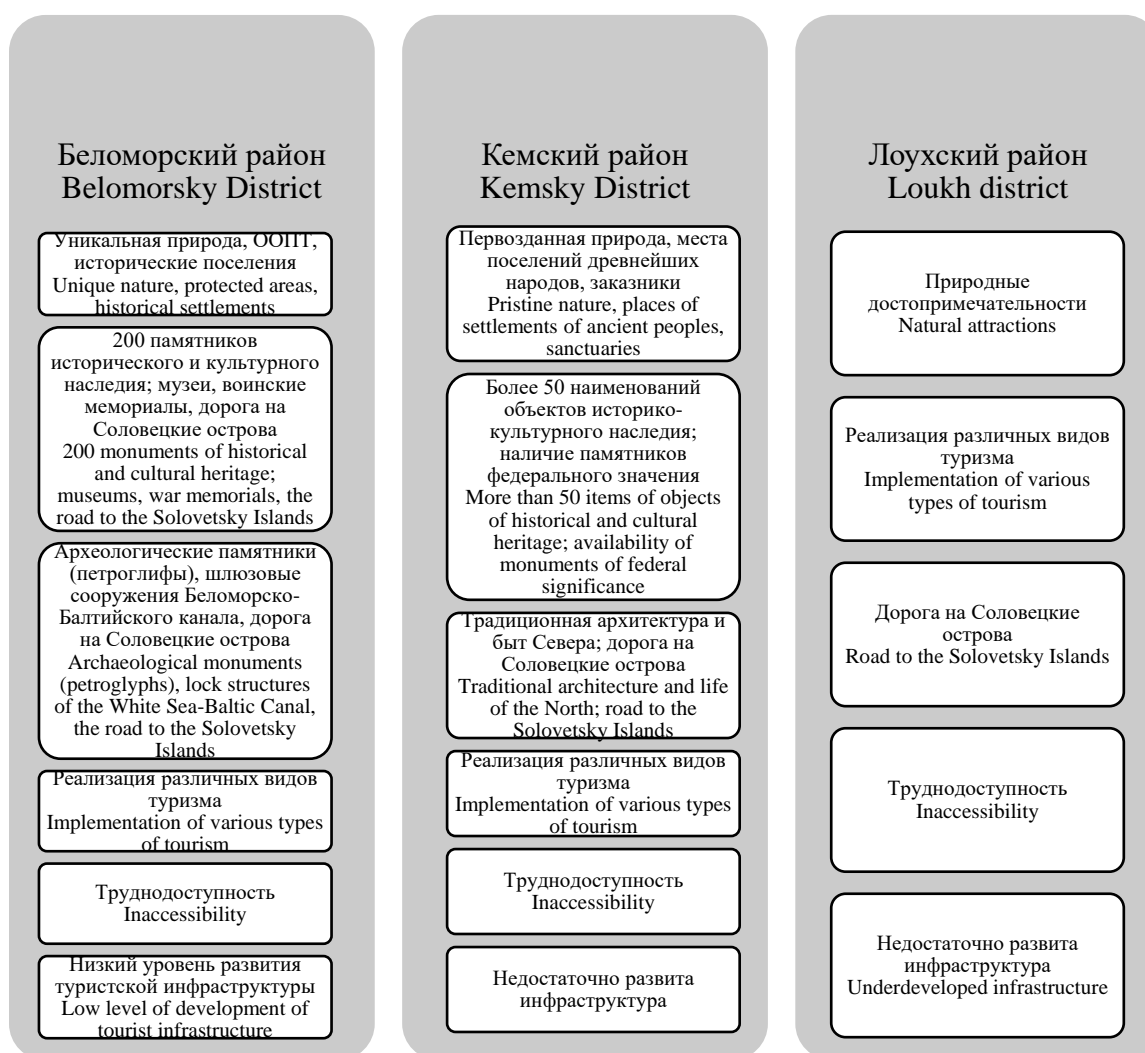 Беломорский район
Belomorsky District
Уникальная природа, ООПТ,
исторические поселения
Unique nature, protected areas,
historical settlements
200 памятников
исторического и культурного
наследия; музеи, воинские
мемориалы, дорога на
Соловецкие острова
200 monuments of historical
and cultural heritage;
museums, war memorials, the
road to the Solovetsky Islands
Археологические памятники
(петроглифы), шлюзовые
сооружения Беломорско-
Балтийского канала, дорога
на Соловецкие острова
Archaeological monuments
(petroglyphs), lock structures
of the White Sea-Baltic Canal,
the road to the Solovetsky
Islands
Реализация различных видов
туризма
Implementation of various types
of tourism
Труднодоступность
Inaccessibility
Низкий уровень развития
туристской инфраструктуры
Low level of development of
tourist infrastructure
Кемский район
Kemsky District
Первозданная природа, места
поселений древнейших
народов, заказники
Pristine nature, places of
settlements of ancient peoples,
sanctuaries
Более 50 наименований
объектов историко-
культурного наследия;
наличие памятников
федерального значения
More than 50 items of objects
of historical and cultural
heritage; availability of
monuments of federal
significance
Традиционная архитектура и
быт Севера; дорога на
Соловецкие острова
Traditional architecture and life
of the North; road to the
Solovetsky Islands
Реализация различных видов
туризма
Implementation of various types
of tourism
Труднодоступность
Inaccessibility
Недостаточно развита
инфраструктура
Лоухский район
Loukh district
Природные
достопримечательности
Natural attractions
Реализация различных видов
туризма
Implementation of various
types of tourism
Дорога на Соловецкие
острова
Road to the Solovetsky Islands
Труднодоступность
Inaccessibility
Недостаточно развита
инфраструктура
Underdeveloped infrastructure